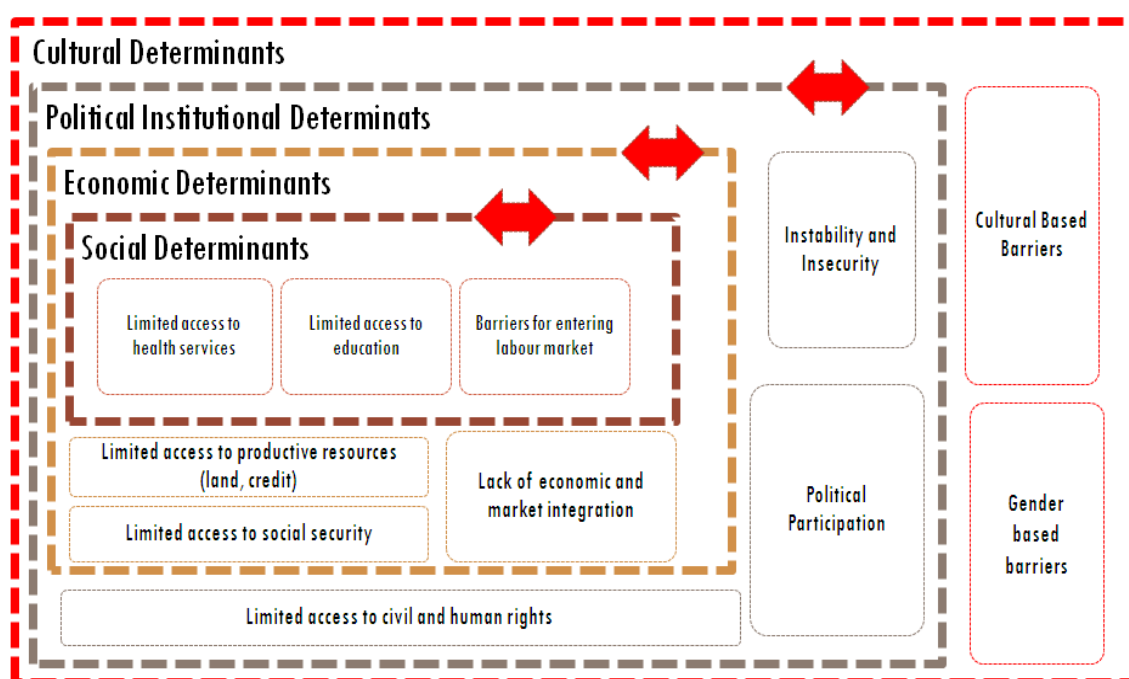 Cultural Determinants
Political Institutional Determinats
Economic Determinants
Social Determinants
Limited access to
health services
Limited access to
education
Barriers for entering
labour market
Limited access to productive resources
(land, credit)
Limited access to social security
Lack of economic and
market integration
Limited access to civil and human rights
Instability and
Insecurity
Political
Participation
Cultural Based
Barriers
Gender
based
barriers